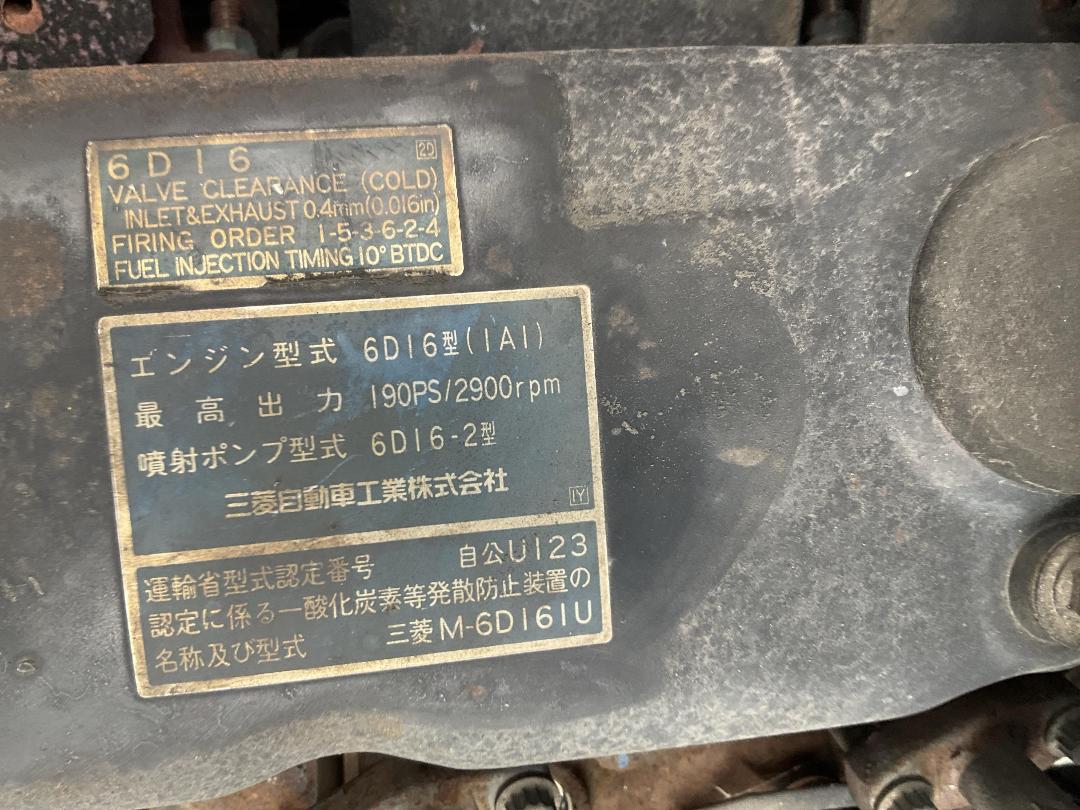 6D16 2D
VALVE CLEARANCE (COLD)
INLET&EXHAUST 0.4mm(0.016in)
FIRING ORDER 1-5-3-6-2-4
FUEL INJECTION TIMING 10° BTDC
エンジン型式 6D16型(1A1)
最高出力 190PS/2900rpm
噴射ポンプ型式 6D16-2型
三菱自動車工業株式会社 1Y
運輸省型式認定番号 自公U123
認定に係る一酸化炭素等発散防止装置の
名称及び型式 三菱M-6D161U